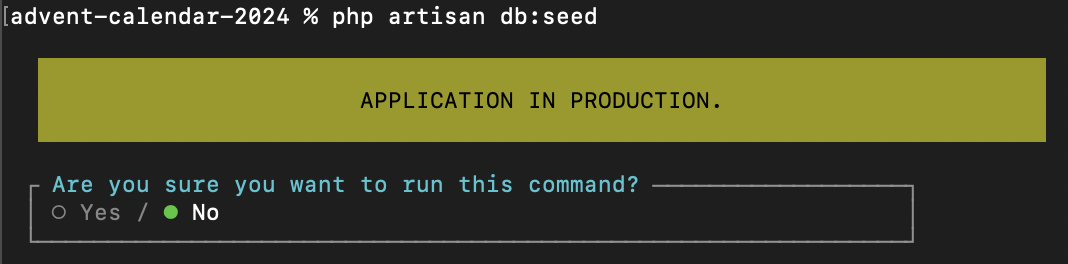 [advent-calendar-2024 % php artisan db:seed
APPLICATION IN PRODUCTION.
Are you sure you want to run this command?
○ Yes / ● No